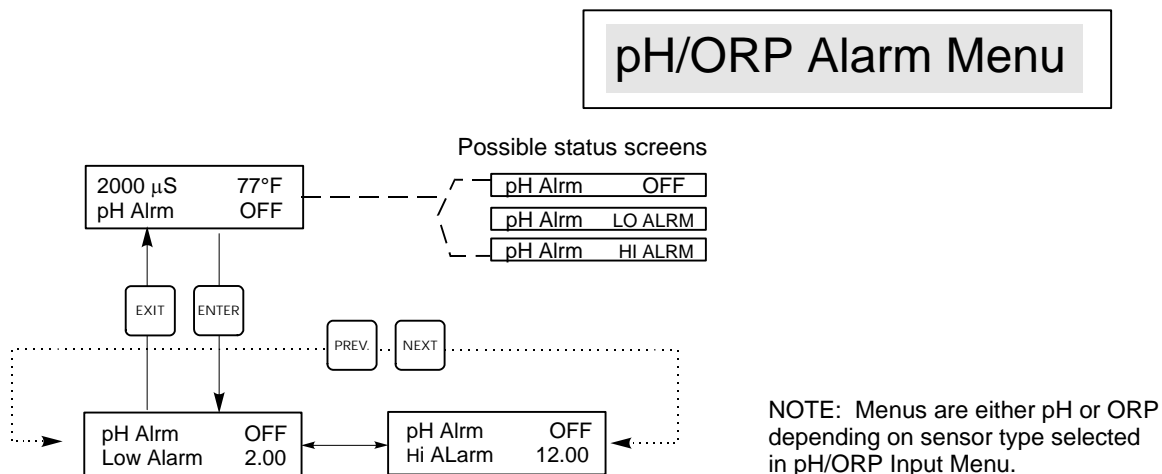 pH/ORP Alarm Menu
Possible status screens
2000 μS 77°F
pH Alrm OFF
pH Alrm OFF
pH Alrm LO ALRM
pH Alrm HI ALRM
EXIT
ENTER
PREV.
NEXT
pH Alrm OFF
Low Alarm 2.00
pH Alrm OFF
Hi ALarm 12.00
NOTE: Menus are either pH or ORP
depending on sensor type selected
in pH/ORP Input Menu.